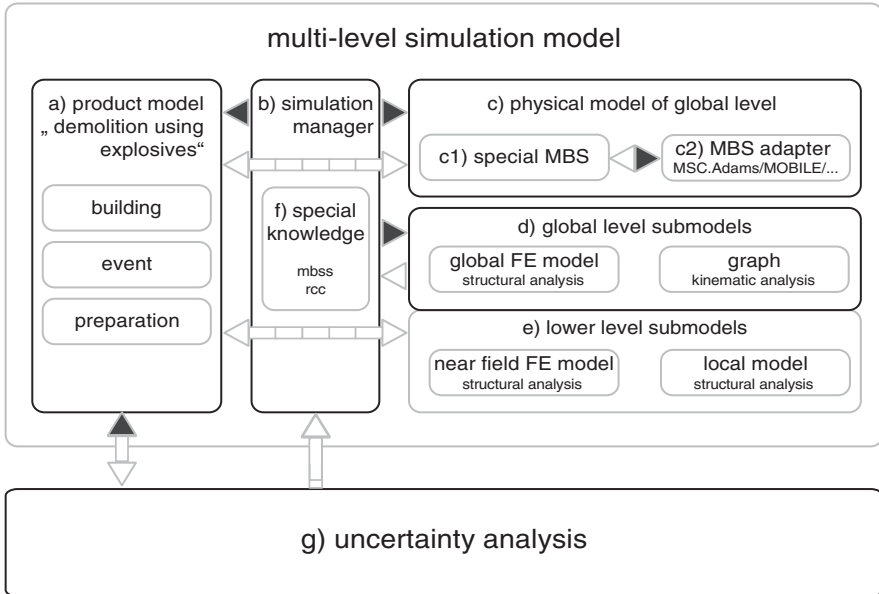 multi-level simulation model
a) product model
„ demolition using
explosives“
building
event
preparation
b) simulation
manager
f) special
knowledge
mbss
rcc
c) physical model of global level
c1) special MBS
c2) MBS adapter
MSC.Adams/MOBILE/...
d) global level submodels
global FE model
structural analysis
graph
kinematic analysis
e) lower level submodels
near field FE model
structural analysis
local model
structural analysis
g) uncertainty analysis